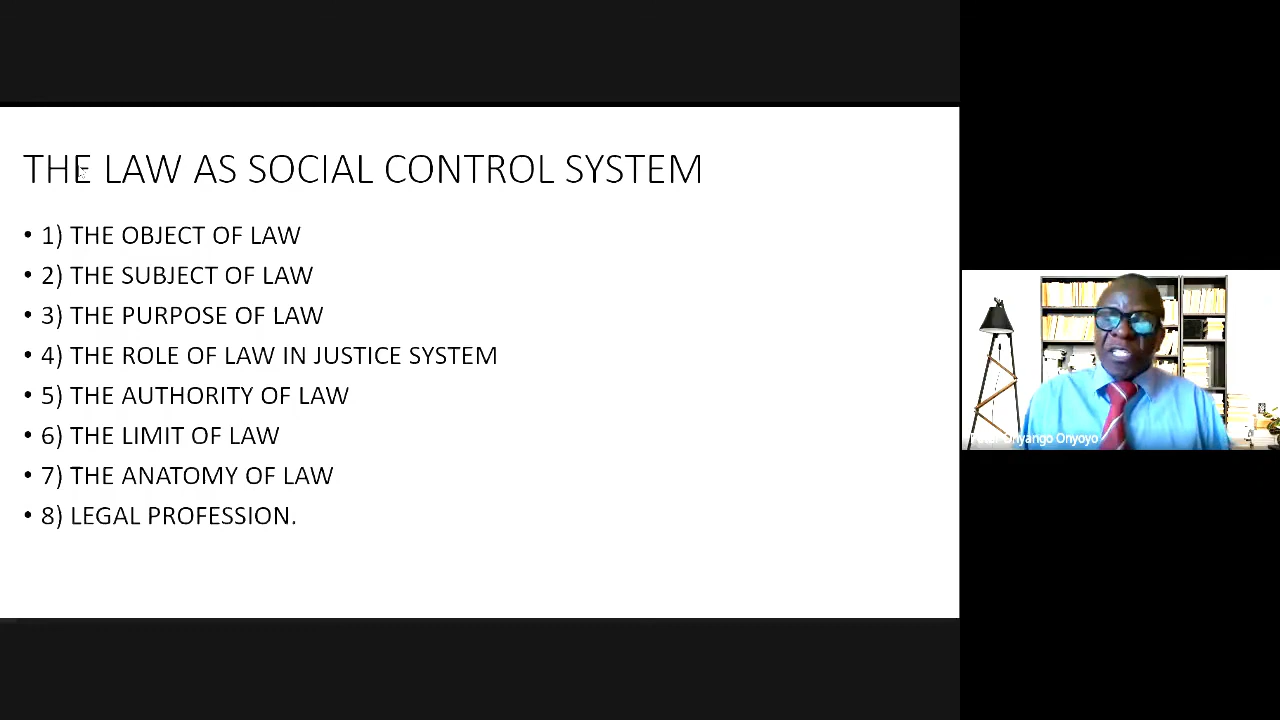 THE LAW AS SOCIAL CONTROL SYSTEM
• 1) THE OBJECT OF LAW
• 2) THE SUBJECT OF LAW
• 3) THE PURPOSE OF LAW
• 4) THE ROLE OF LAW IN JUSTICE SYSTEM
• 5) THE AUTHORITY OF LAW
• 6) THE LIMIT OF LAW
• 7) THE ANATOMY OF LAW
• 8) LEGAL PROFESSION.
Peter Onyango Onyoyo